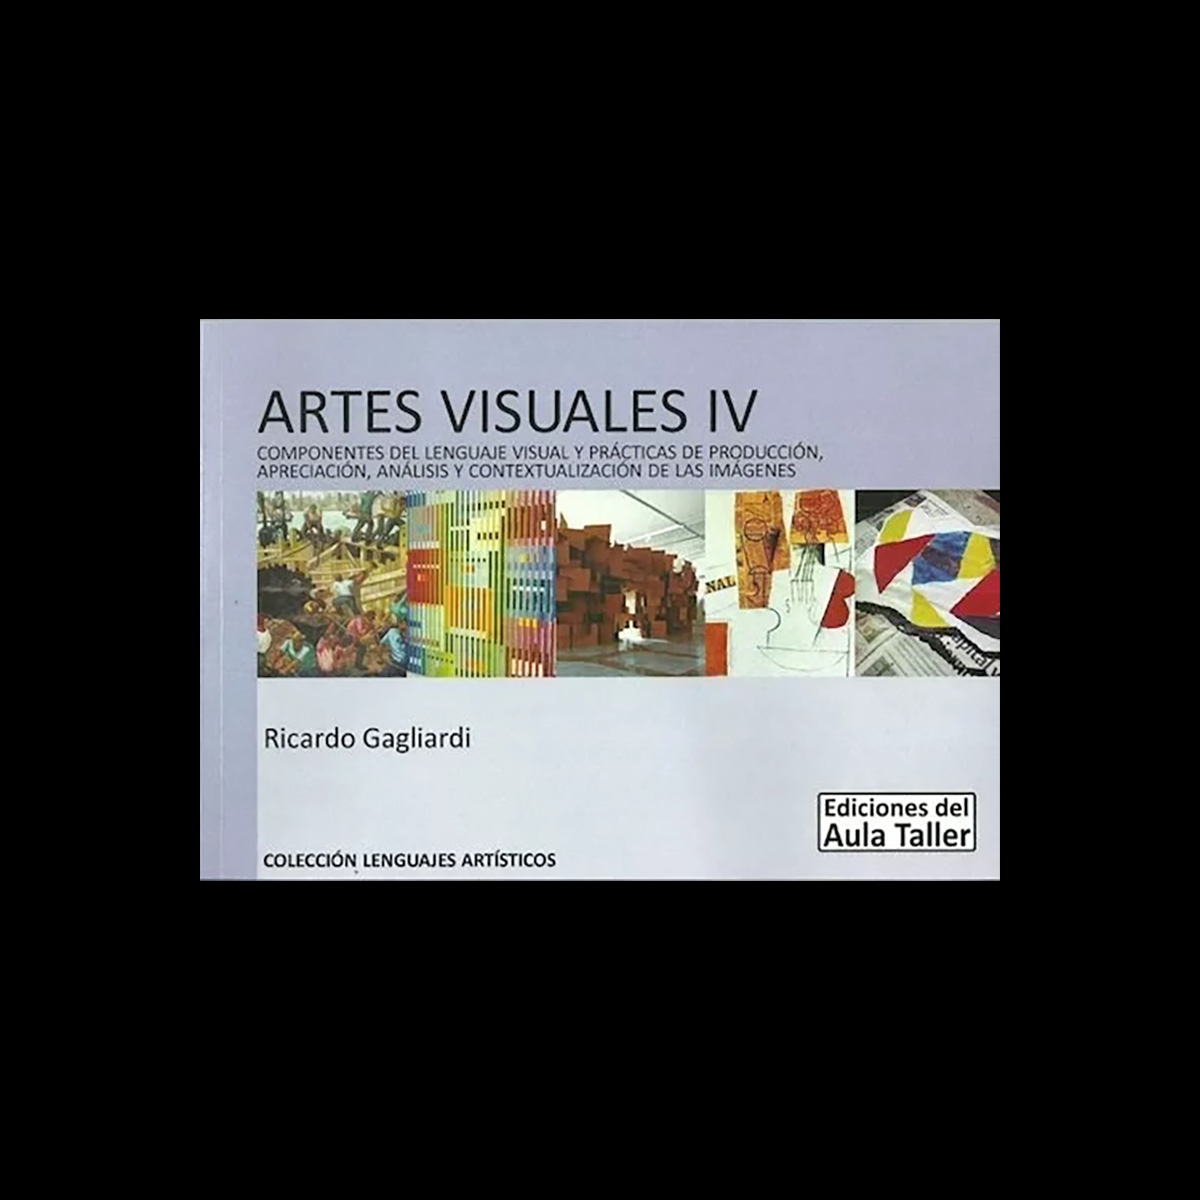 ARTES VISUALES IV
COMPONENTES DEL LENGUAJE VISUAL Y PRÁCTICAS DE PRODUCCIÓN,
APRECIACIÓN, ANÁLISIS Y CONTEXTUALIZACIÓN DE LAS IMÁGENES
NAL
Ricardo Gagliardi
Ediciones del
Aula Taller
COLECCIÓN LENGUAJES ARTÍSTICOS